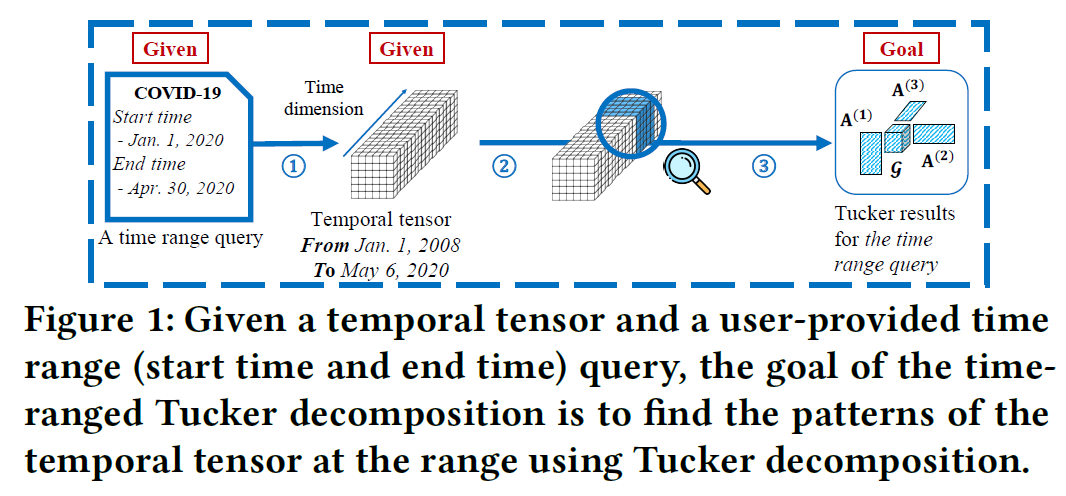 Given
Given
Goal
COVID-19
Start time
- Jan. 1, 2020
End time
- Apr. 30, 2020
A time range query
①
Time
dimension
Temporal tensor
From Jan. 1, 2008
To May 6, 2020
②
③
A(1)
A(3)
A(2)
𝓖
Tucker results
for the time
range query
Figure 1: Given a temporal tensor and a user-provided time
range (start time and end time) query, the goal of the time-
ranged Tucker decomposition is to find the patterns of the
temporal tensor at the range using Tucker decomposition.